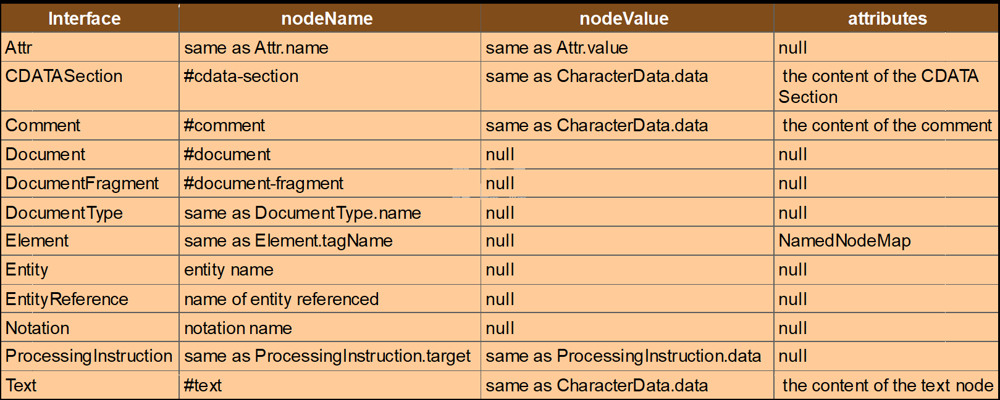 Interface nodeName nodeValue attributes
Attr same as Attr.name same as Attr.value null
CDATASection #cdata-section same as CharacterData.data the content of the CDATA
Section
Comment #comment same as CharacterData.data the content of the comment
Document #document null null
DocumentFragment #document-fragment null null
DocumentType same as DocumentType.name null null
Element same as Element.tagName null NamedNodeMap
Entity entity name null null
EntityReference name of entity referenced null null
Notation notation name null null
ProcessingInstruction same as ProcessingInstruction.target same as ProcessingInstruction.data null
Text #text same as CharacterData.data the content of the text node